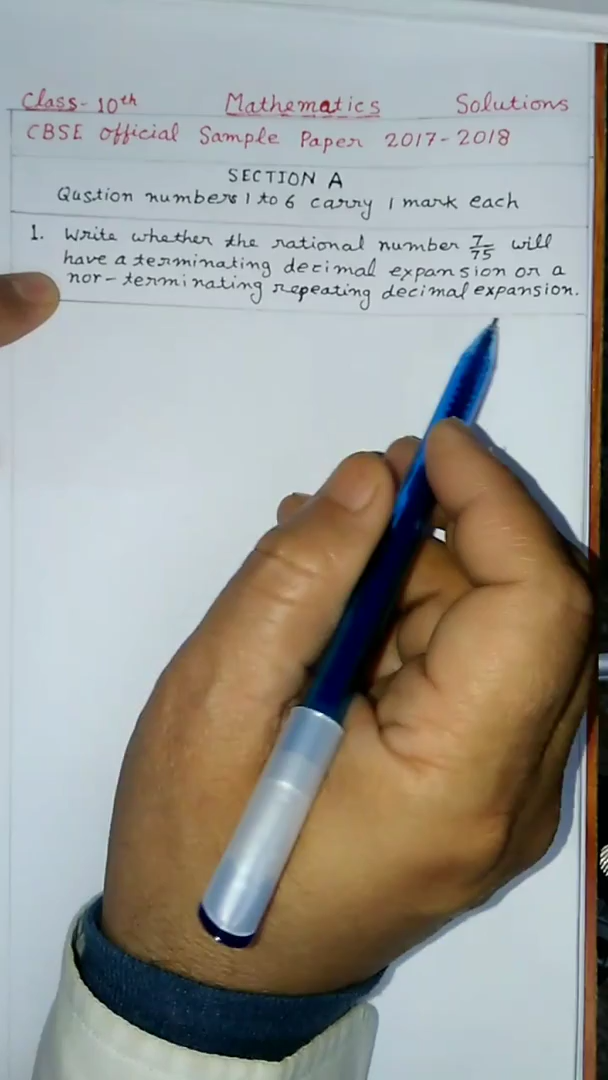 Class- 10th Mathematics Solutions
CBSE official Sample Paper 2017-2018
SECTION A
Qustion numbers 1 to 6 carry 1 mark each
1. Write whether the rational number 7/75 will
have a terminating decimal expansion or a
nor-terminating repeating decimal expansion.